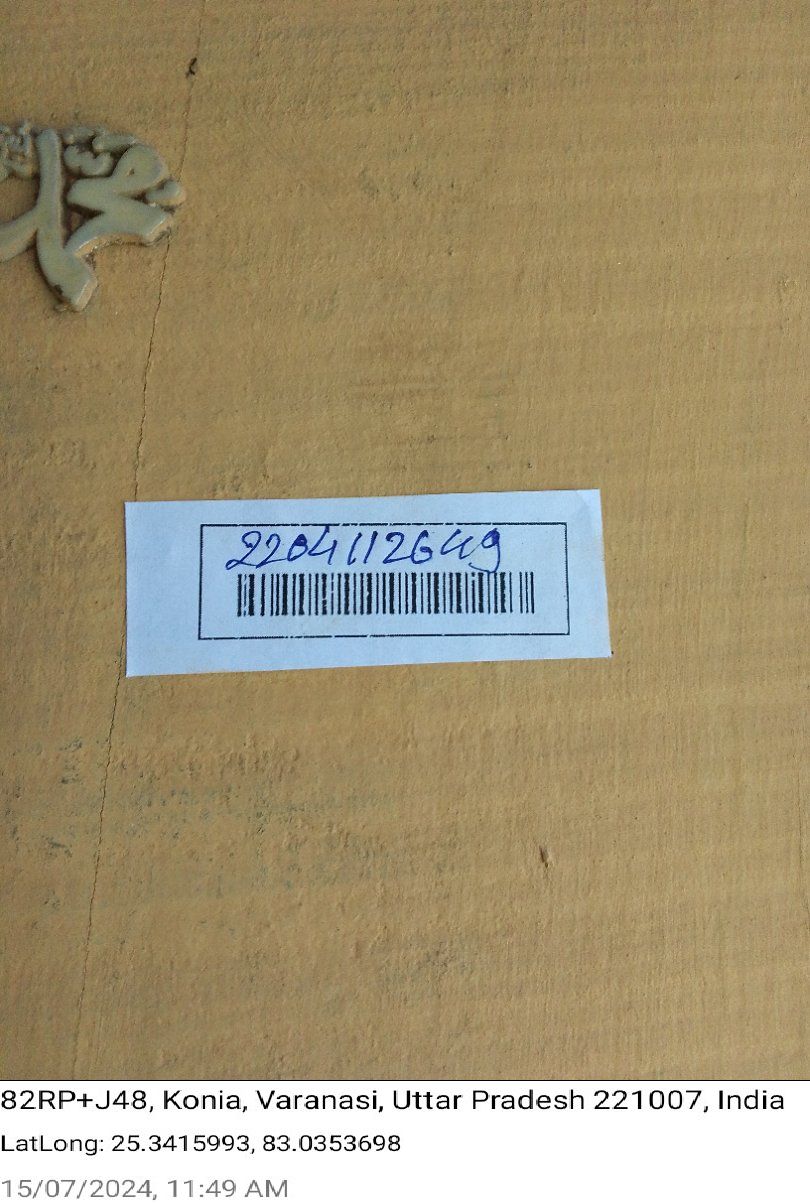 2204112649
82RP+J48, Konia, Varanasi, Uttar Pradesh 221007, India
LatLong: 25.3415993, 83.0353698
15/07/2024, 11:49 AM